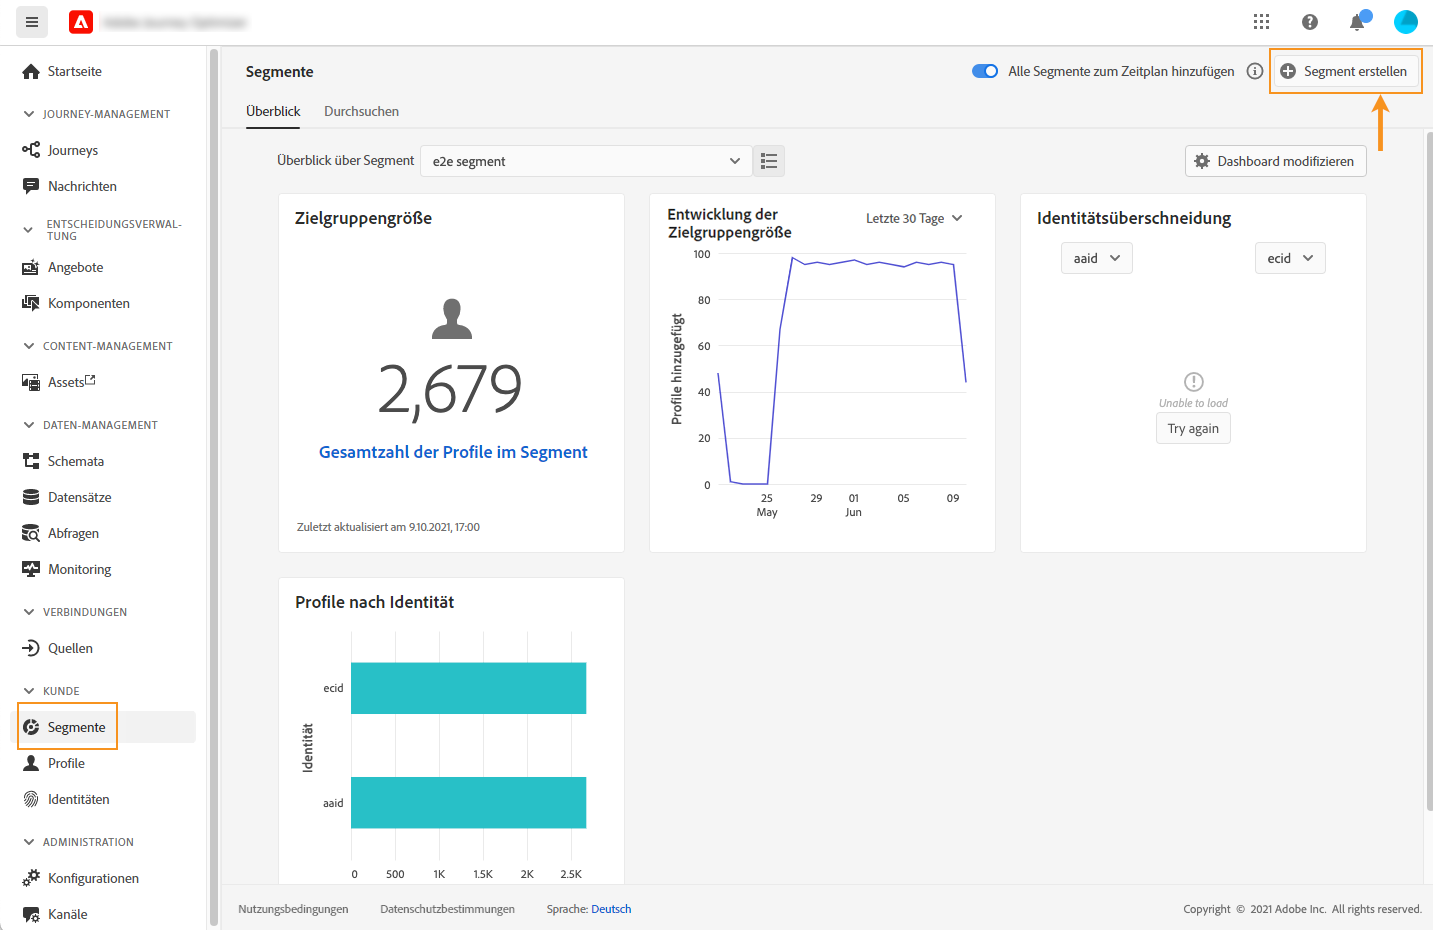 Startseite
JOURNEY-MANAGEMENT
Journeys
Nachrichten
ENTSCHEIDUNGSVERWAL-
TUNG
Angebote
Komponenten
CONTENT-MANAGEMENT
Assets
DATEN-MANAGEMENT
Schemata
Datensätze
Abfragen
Monitoring
VERBINDUNGEN
Quellen
KUNDE
Segmente
Profile
Identitäten
ADMINISTRATION
Konfigurationen
Kanäle
Segmente
Alle Segmente zum Zeitplan hinzufügen
Segment erstellen
Überblick
Durchsuchen
Überblick über Segment
e2e segment
Dashboard modifizieren
Zielgruppengröße
2,679
Gesamtzahl der Profile im Segment
Zuletzt aktualisiert am 9.10.2021, 17:00
Entwicklung der
Zielgruppengröße
Letzte 30 Tage
Profile hinzugefügt
100
80
60
40
20
0
25 29 01 05 09
May Jun
Identitätsüberschneidung
aaid
ecid
Unable to load
Try again
Profile nach Identität
Identität
ecid
aaid
0 500 1K 1.5K 2K 2.5K
Nutzungsbedingungen
Datenschutzbestimmungen
Sprache: Deutsch
Copyright © 2021 Adobe Inc. All rights reserved.